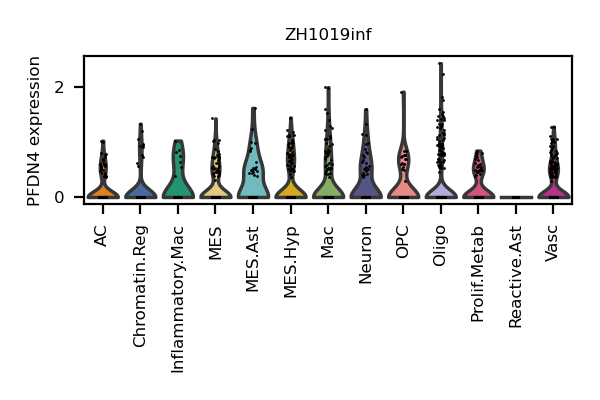 ZH1019inf
PFDN4 expression
2
0
AC
Chromatin.Reg
Inflammatory.Mac
MES
MES.Ast
MES.Hyp
Mac
Neuron
OPC
Oligo
Prolif.Metab
Reactive.Ast
Vasc